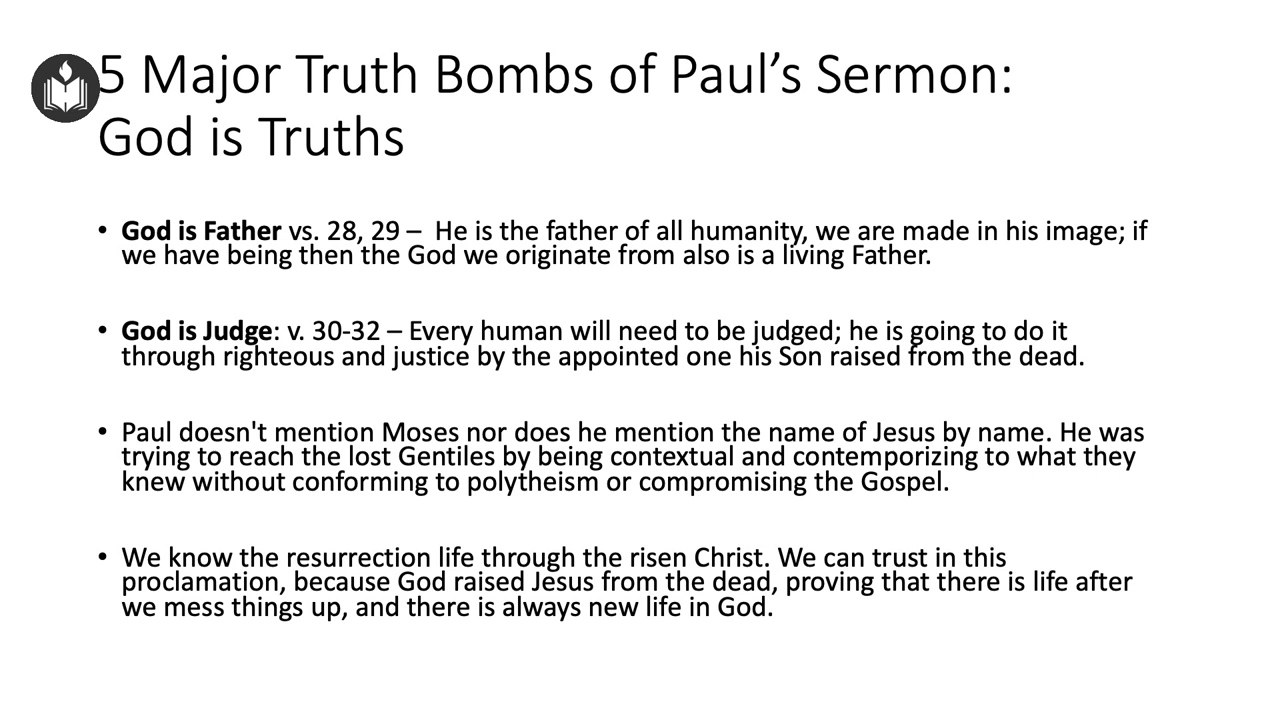 5 Major Truth Bombs of Paul’s Sermon:
God is Truths
• God is Father vs. 28, 29 – He is the father of all humanity, we are made in his image; if
we have being then the God we originate from also is a living Father.
• God is Judge: v. 30-32 – Every human will need to be judged; he is going to do it
through righteous and justice by the appointed one his Son raised from the dead.
• Paul doesn't mention Moses nor does he mention the name of Jesus by name. He was
trying to reach the lost Gentiles by being contextual and contemporizing to what they
knew without conforming to polytheism or compromising the Gospel.
• We know the resurrection life through the risen Christ. We can trust in this
proclamation, because God raised Jesus from the dead, proving that there is life after
we mess things up, and there is always new life in God.